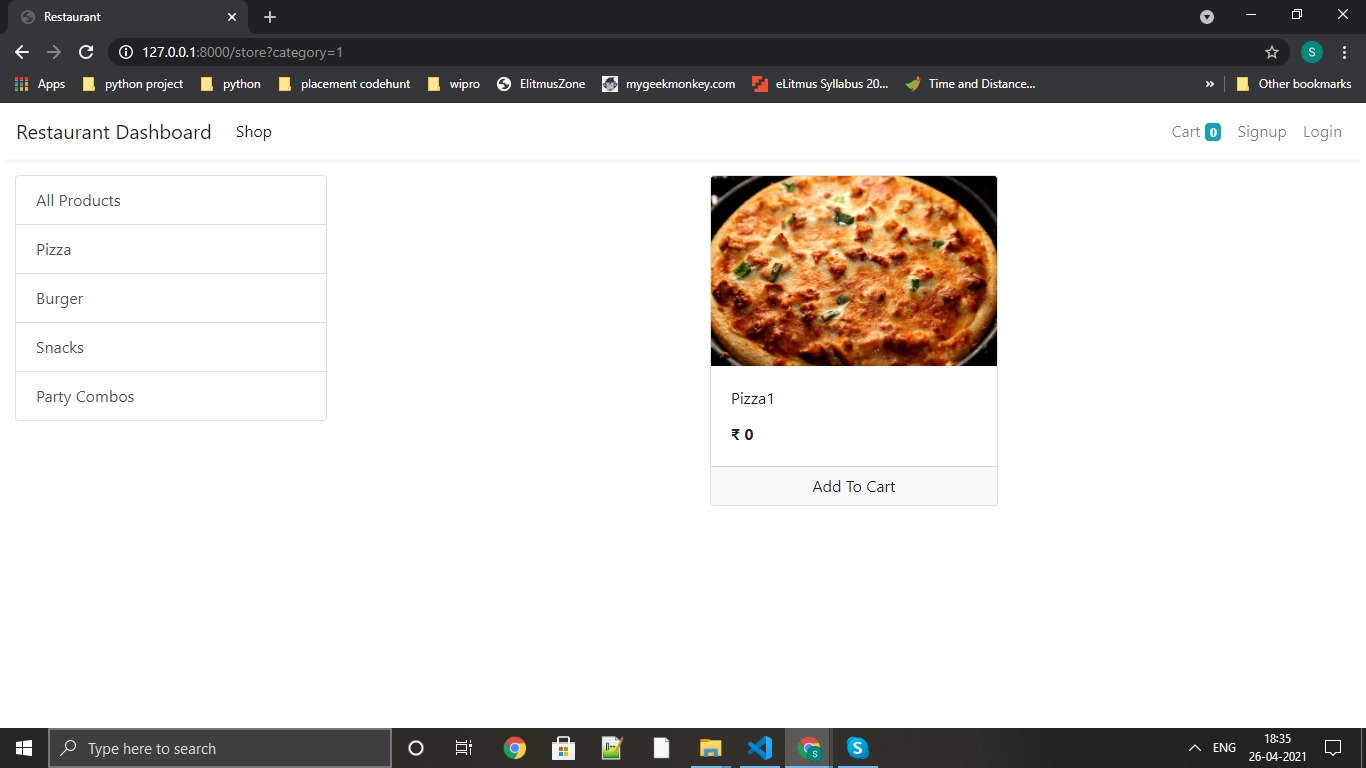 Restaurant
127.0.0.1:8000/store?category=1
S
Apps python project python placement codehunt wipro ElitmusZone mygeekmonkey.com eLitmus Syllabus 20... Time and Distance... » Other bookmarks
Restaurant Dashboard Shop Cart 0 Signup Login
All Products
Pizza
Burger
Snacks
Party Combos
Pizza1
₹ 0
Add To Cart
Type here to search
ENG
18:35
26-04-2021